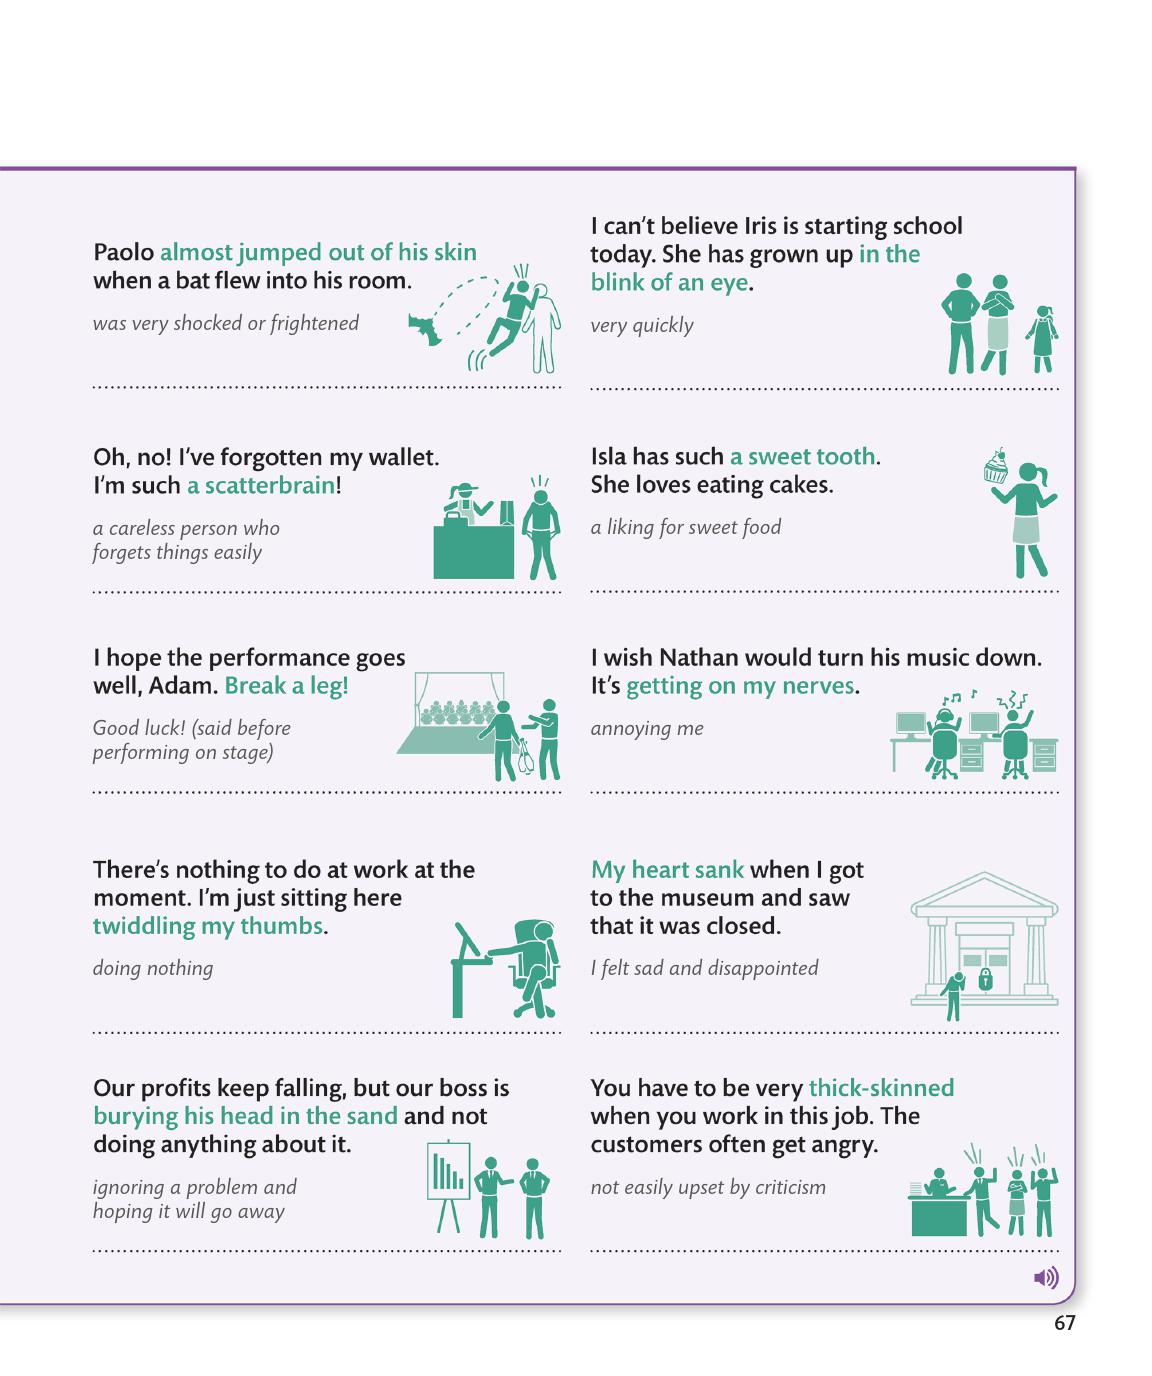 Paolo almost jumped out of his skin
when a bat flew into his room.
was very shocked or frightened
I can't believe Iris is starting school
today. She has grown up in the
blink of an eye.
very quickly
Oh, no! I've forgotten my wallet.
I'm such a scatterbrain!
a careless person who
forgets things easily
Isla has such a sweet tooth.
She loves eating cakes.
a liking for sweet food
I hope the performance goes
well, Adam. Break a leg!
Good luck! (said before
performing on stage)
I wish Nathan would turn his music down.
It's getting on my nerves.
annoying me
There's nothing to do at work at the
moment. I'm just sitting here
twiddling my thumbs.
doing nothing
My heart sank when I got
to the museum and saw
that it was closed.
I felt sad and disappointed
Our profits keep falling, but our boss is
burying his head in the sand and not
doing anything about it.
ignoring a problem and
hoping it will go away
You have to be very thick-skinned
when you work in this job. The
customers often get angry.
not easily upset by criticism
67